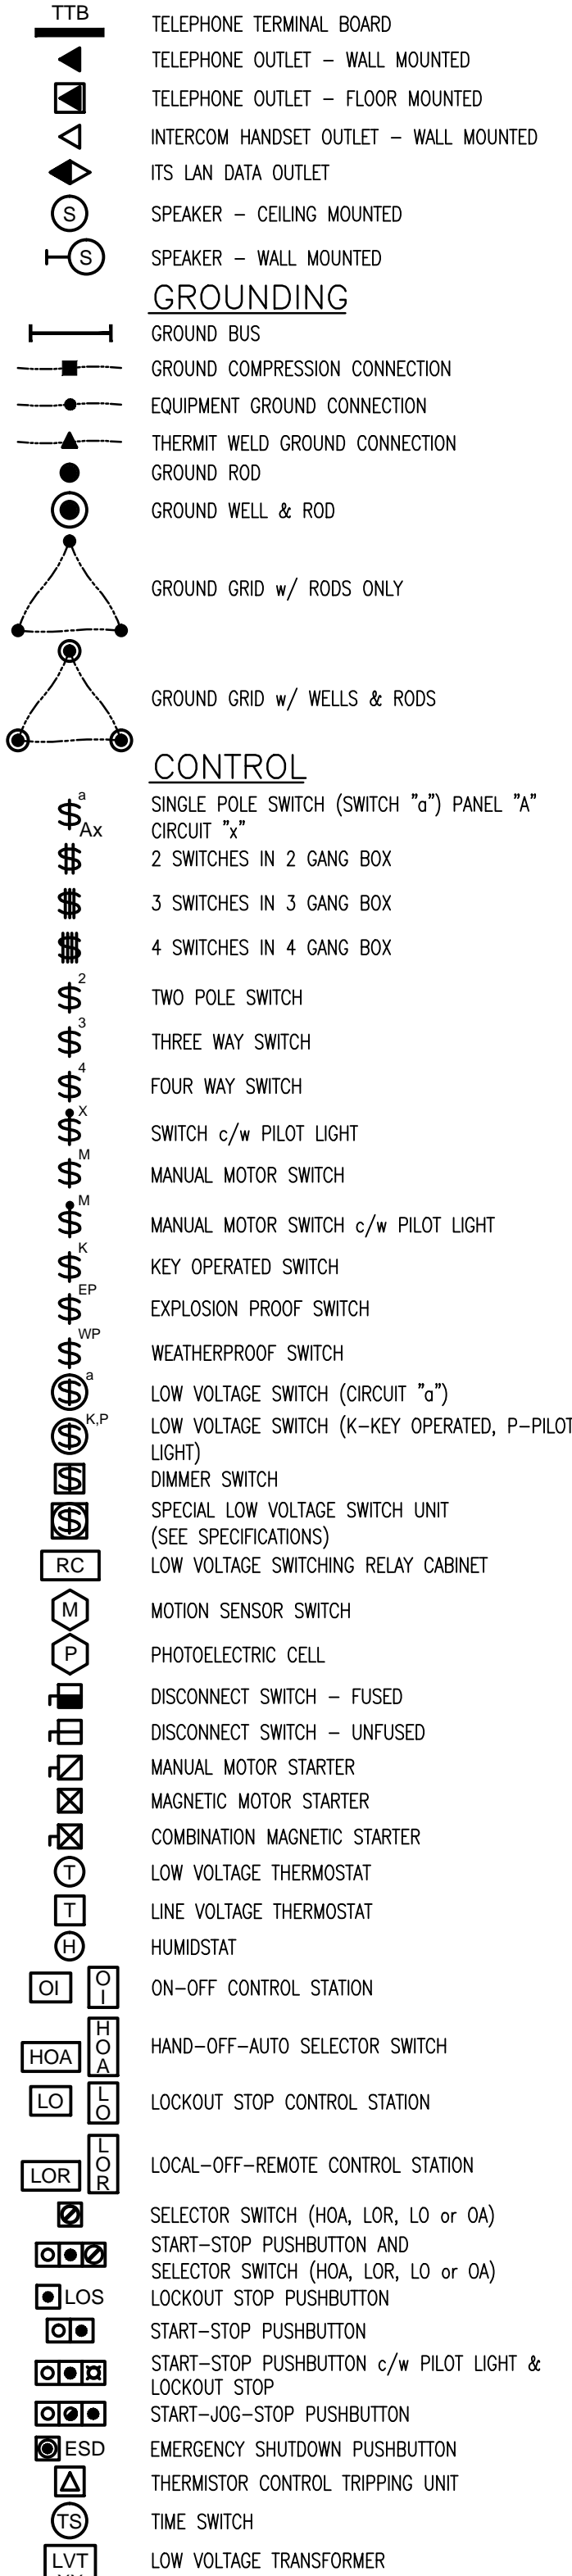 TTB TELEPHONE TERMINAL BOARD
TELEPHONE OUTLET – WALL MOUNTED
TELEPHONE OUTLET – FLOOR MOUNTED
INTERCOM HANDSET OUTLET – WALL MOUNTED
ITS LAN DATA OUTLET
S SPEAKER – CEILING MOUNTED
S SPEAKER – WALL MOUNTED
GROUNDING
GROUND BUS
GROUND COMPRESSION CONNECTION
EQUIPMENT GROUND CONNECTION
THERMIT WELD GROUND CONNECTION
GROUND ROD
GROUND WELL & ROD
GROUND GRID w/ RODS ONLY
GROUND GRID w/ WELLS & RODS
CONTROL
$ a Ax SINGLE POLE SWITCH (SWITCH "a") PANEL "A"
CIRCUIT "x"
2 SWITCHES IN 2 GANG BOX
3 SWITCHES IN 3 GANG BOX
4 SWITCHES IN 4 GANG BOX
$ 2 TWO POLE SWITCH
$ 3 THREE WAY SWITCH
$ 4 FOUR WAY SWITCH
$ X SWITCH c/w PILOT LIGHT
$ M MANUAL MOTOR SWITCH
$ M MANUAL MOTOR SWITCH c/w PILOT LIGHT
$ K KEY OPERATED SWITCH
$ EP EXPLOSION PROOF SWITCH
$ WP WEATHERPROOF SWITCH
$ a LOW VOLTAGE SWITCH (CIRCUIT "a")
$ K,P LOW VOLTAGE SWITCH (K–KEY OPERATED, P–PILOT
LIGHT)
$ DIMMER SWITCH
$ SPECIAL LOW VOLTAGE SWITCH UNIT
(SEE SPECIFICATIONS)
RC LOW VOLTAGE SWITCHING RELAY CABINET
M MOTION SENSOR SWITCH
P PHOTOELECTRIC CELL
DISCONNECT SWITCH – FUSED
DISCONNECT SWITCH – UNFUSED
MANUAL MOTOR STARTER
MAGNETIC MOTOR STARTER
COMBINATION MAGNETIC STARTER
T LOW VOLTAGE THERMOSTAT
T LINE VOLTAGE THERMOSTAT
H HUMIDSTAT
OI OI ON–OFF CONTROL STATION
HOA HOA HAND–OFF–AUTO SELECTOR SWITCH
LO LO LOCKOUT STOP CONTROL STATION
LOR LOR LOCAL–OFF–REMOTE CONTROL STATION
SELECTOR SWITCH (HOA, LOR, LO or OA)
START–STOP PUSHBUTTON AND
SELECTOR SWITCH (HOA, LOR, LO or OA)
LOS LOCKOUT STOP PUSHBUTTON
START–STOP PUSHBUTTON
START–STOP PUSHBUTTON c/w PILOT LIGHT &
LOCKOUT STOP
START–JOG–STOP PUSHBUTTON
ESD EMERGENCY SHUTDOWN PUSHBUTTON
THERMISTOR CONTROL TRIPPING UNIT
TS TIME SWITCH
LVT LOW VOLTAGE TRANSFORMER